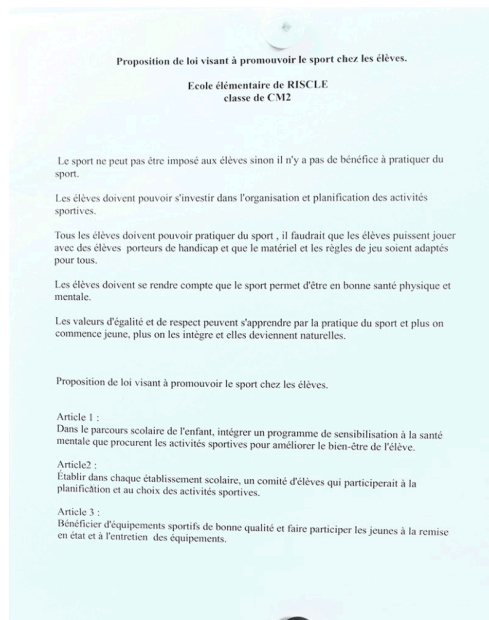 Proposition de loi visant à promouvoir le sport chez les élèves.
Ecole élémentaire de RISCLE
classe de CM2
Le sport ne peut pas être imposé aux élèves sinon il n'y a pas de bénéfice à pratiquer du
sport.
Les élèves doivent pouvoir s'investir dans l'organisation et planification des activités
sportives.
Tous les élèves doivent pouvoir pratiquer du sport , il faudrait que les élèves puissent jouer
avec des élèves porteurs de handicap et que le matériel et les règles de jeu soient adaptés
pour tous.
Les élèves doivent se rendre compte que le sport permet d'être en bonne santé physique et
mentale.
Les valeurs d'égalité et de respect peuvent s'apprendre par la pratique du sport et plus on
commence jeune, plus on les intègre et elles deviennent naturelles.
Proposition de loi visant à promouvoir le sport chez les élèves.
Article 1 :
Dans le parcours scolaire de l'enfant, intégrer un programme de sensibilisation à la santé
mentale que procurent les activités sportives pour améliorer le bien-être de l'élève.
Article2 :
Établir dans chaque établissement scolaire, un comité d'élèves qui participerait à la
planification et au choix des activités sportives.
Article 3 :
Bénéficier d'équipements sportifs de bonne qualité et faire participer les jeunes à la remise
en état et à l'entretien des équipements.